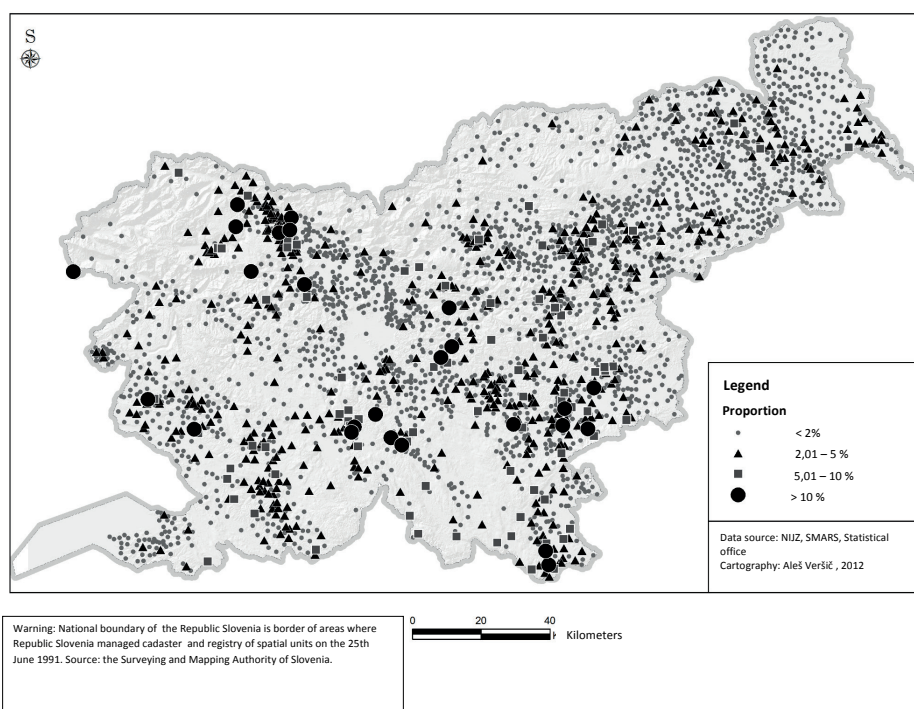 S
Legend
Proportion
< 2%
2,01 – 5 %
5,01 – 10 %
> 10 %
Data source: NIJZ, SMARS, Statistical
office
Cartography: Aleš Veršič , 2012
Warning: National boundary of the Republic Slovenia is border of areas where
Republic Slovenia managed cadaster and registry of spatial units on the 25th
June 1991. Source: the Surveying and Mapping Authority of Slovenia.
0 20 40
Kilometers